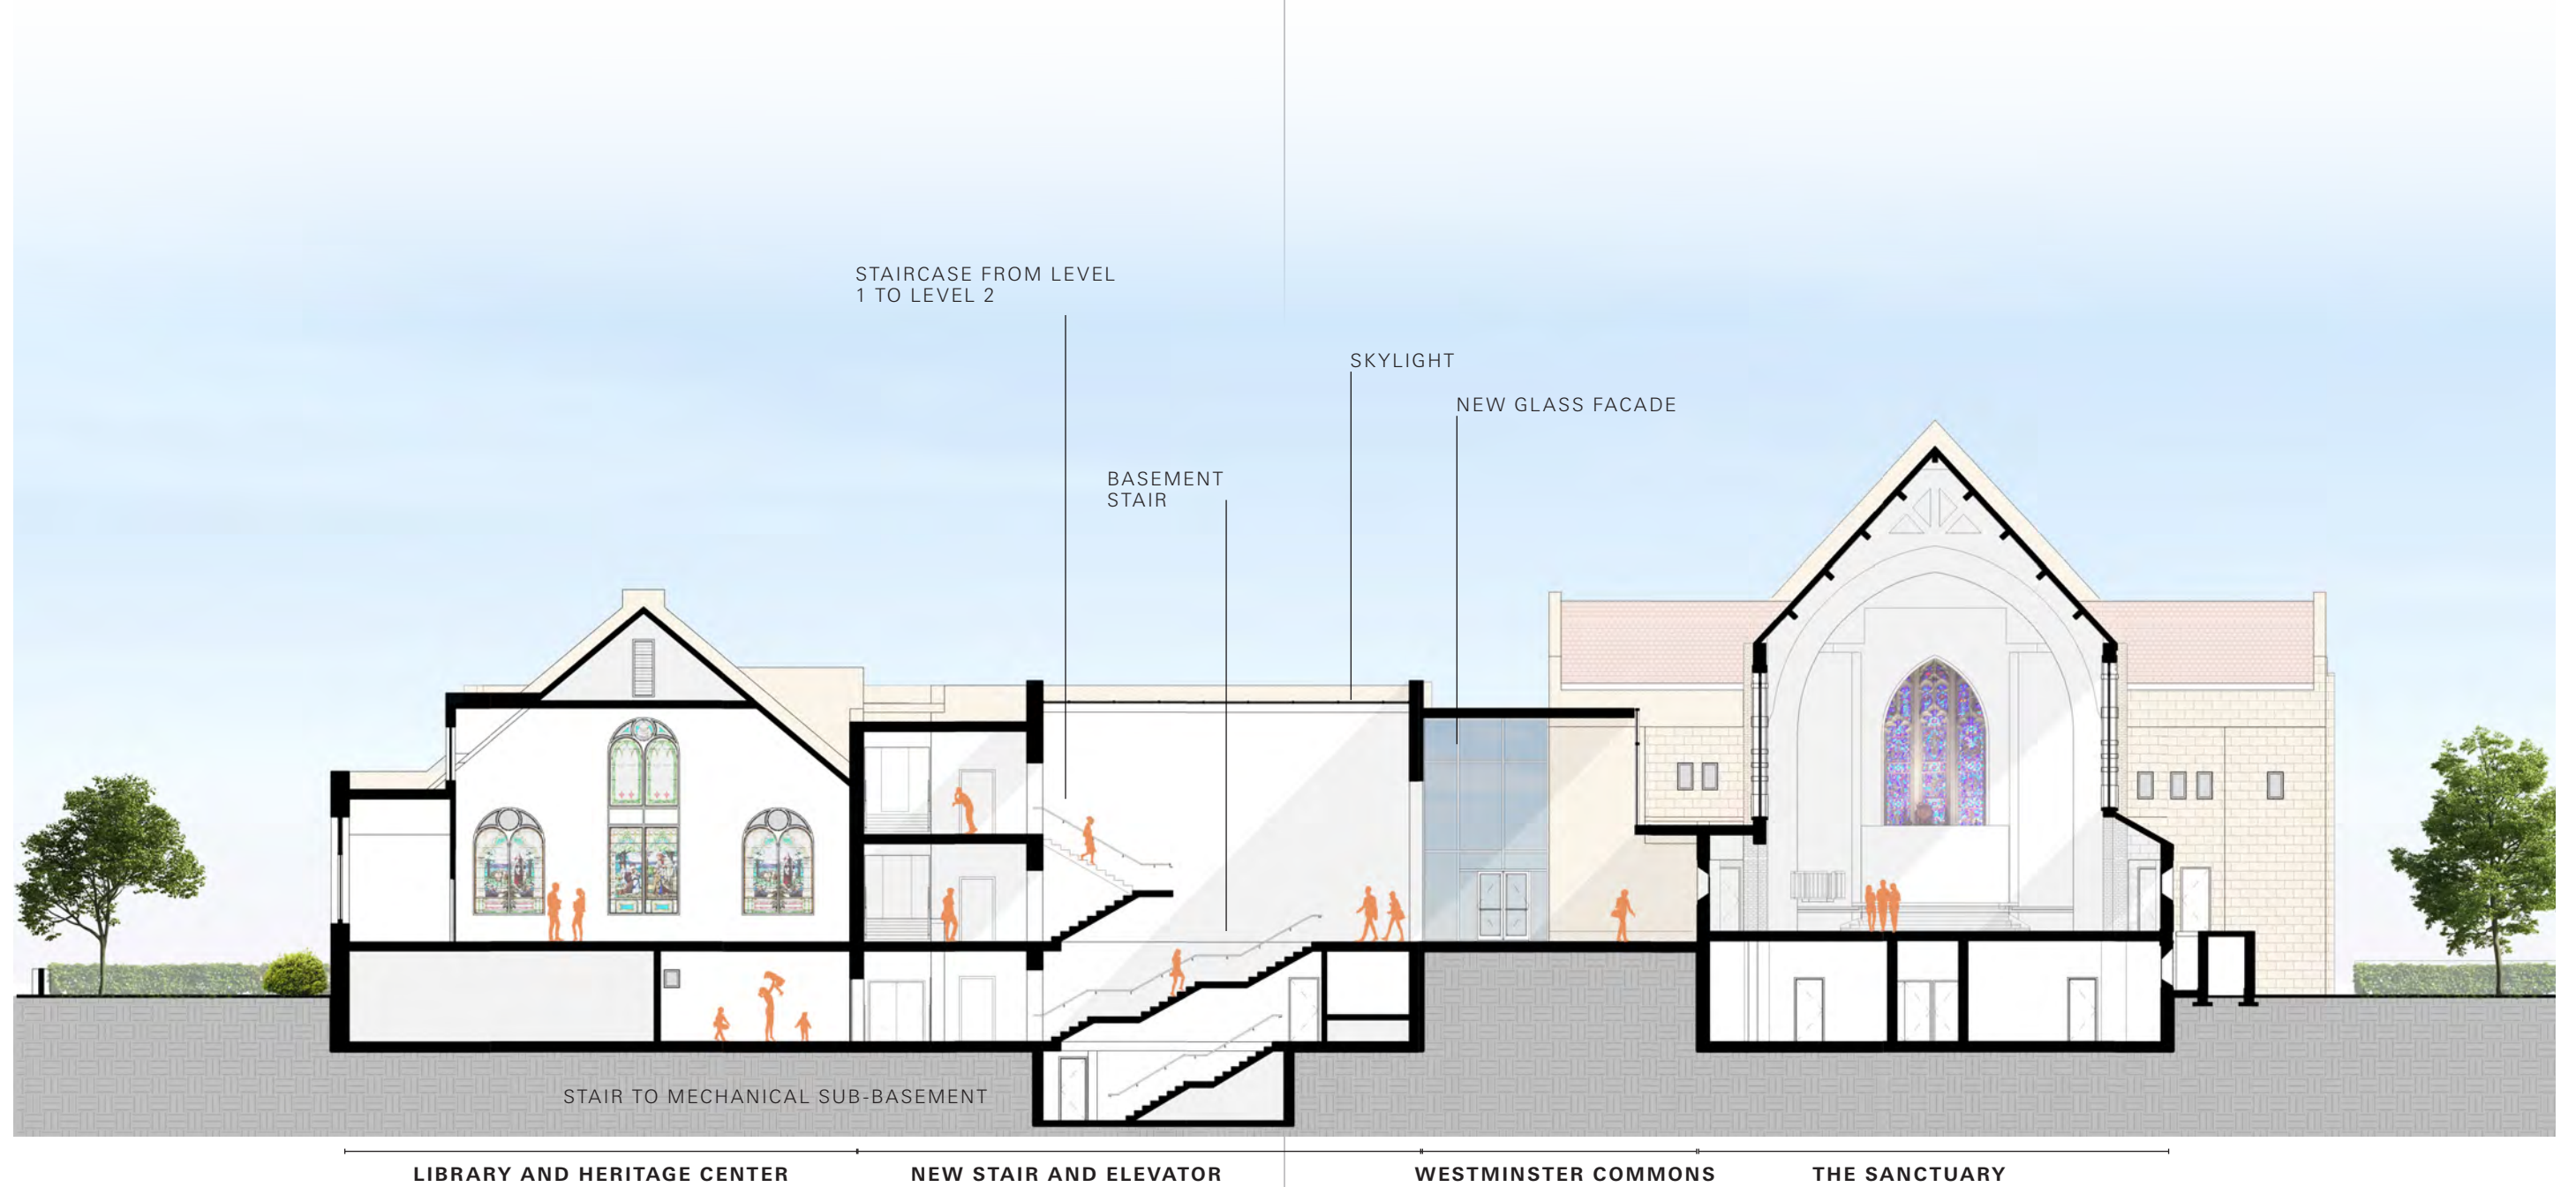 STAIRCASE FROM LEVEL
1 TO LEVEL 2
SKYLIGHT
NEW GLASS FACADE
BASEMENT
STAIR
STAIR TO MECHANICAL SUB-BASEMENT
LIBRARY AND HERITAGE CENTER
NEW STAIR AND ELEVATOR
WESTMINSTER COMMONS
THE SANCTUARY